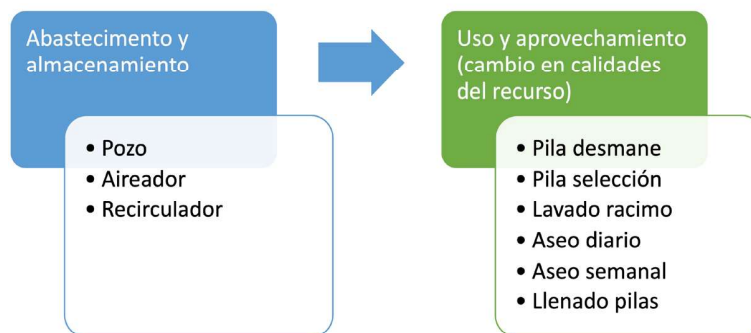 Abastecimento y
almacenamiento
• Pozo
• Aireador
• Recirculador
Uso y aprovechamiento
(cambio en calidades
del recurso)
• Pila desmane
• Pila selección
• Lavado racimo
• Aseo diario
• Aseo semanal
• Llenado pilas